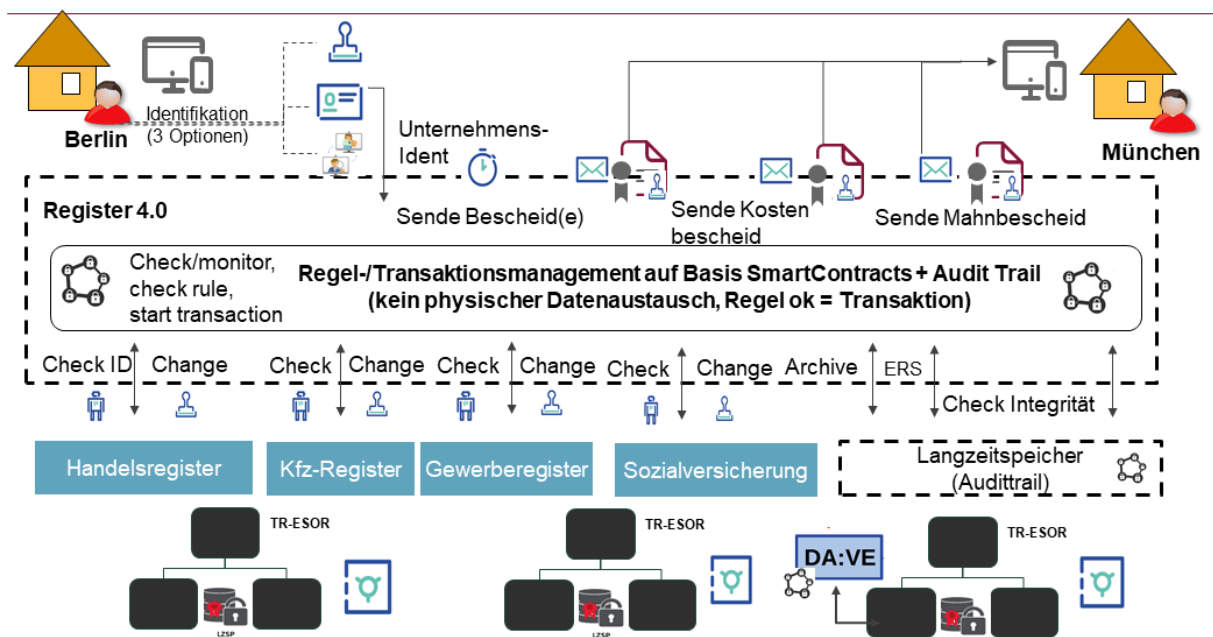 Identifikation
(3 Optionen)
Berlin
Unternehmens-
Ident
München
Register 4.0
Sende Bescheid(e)
Sende Kosten
bescheid
Sende Mahnbescheid
Check/monitor,
check rule,
start transaction
Regel-/Transaktionsmanagement auf Basis SmartContracts + Audit Trail
(kein physischer Datenaustausch, Regel ok = Transaktion)
Check ID
Change
Check
Change
Check
Change
Check
Change
Archive
ERS
Check Integrität
Handelsregister
Kfz-Register
Gewerberegister
Sozialversicherung
Langzeitspeicher
(Audittrail)
TR-ESOR
TR-ESOR
DA:VE
TR-ESOR
LZSP
LZSP